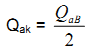 Qak = QaB / 2